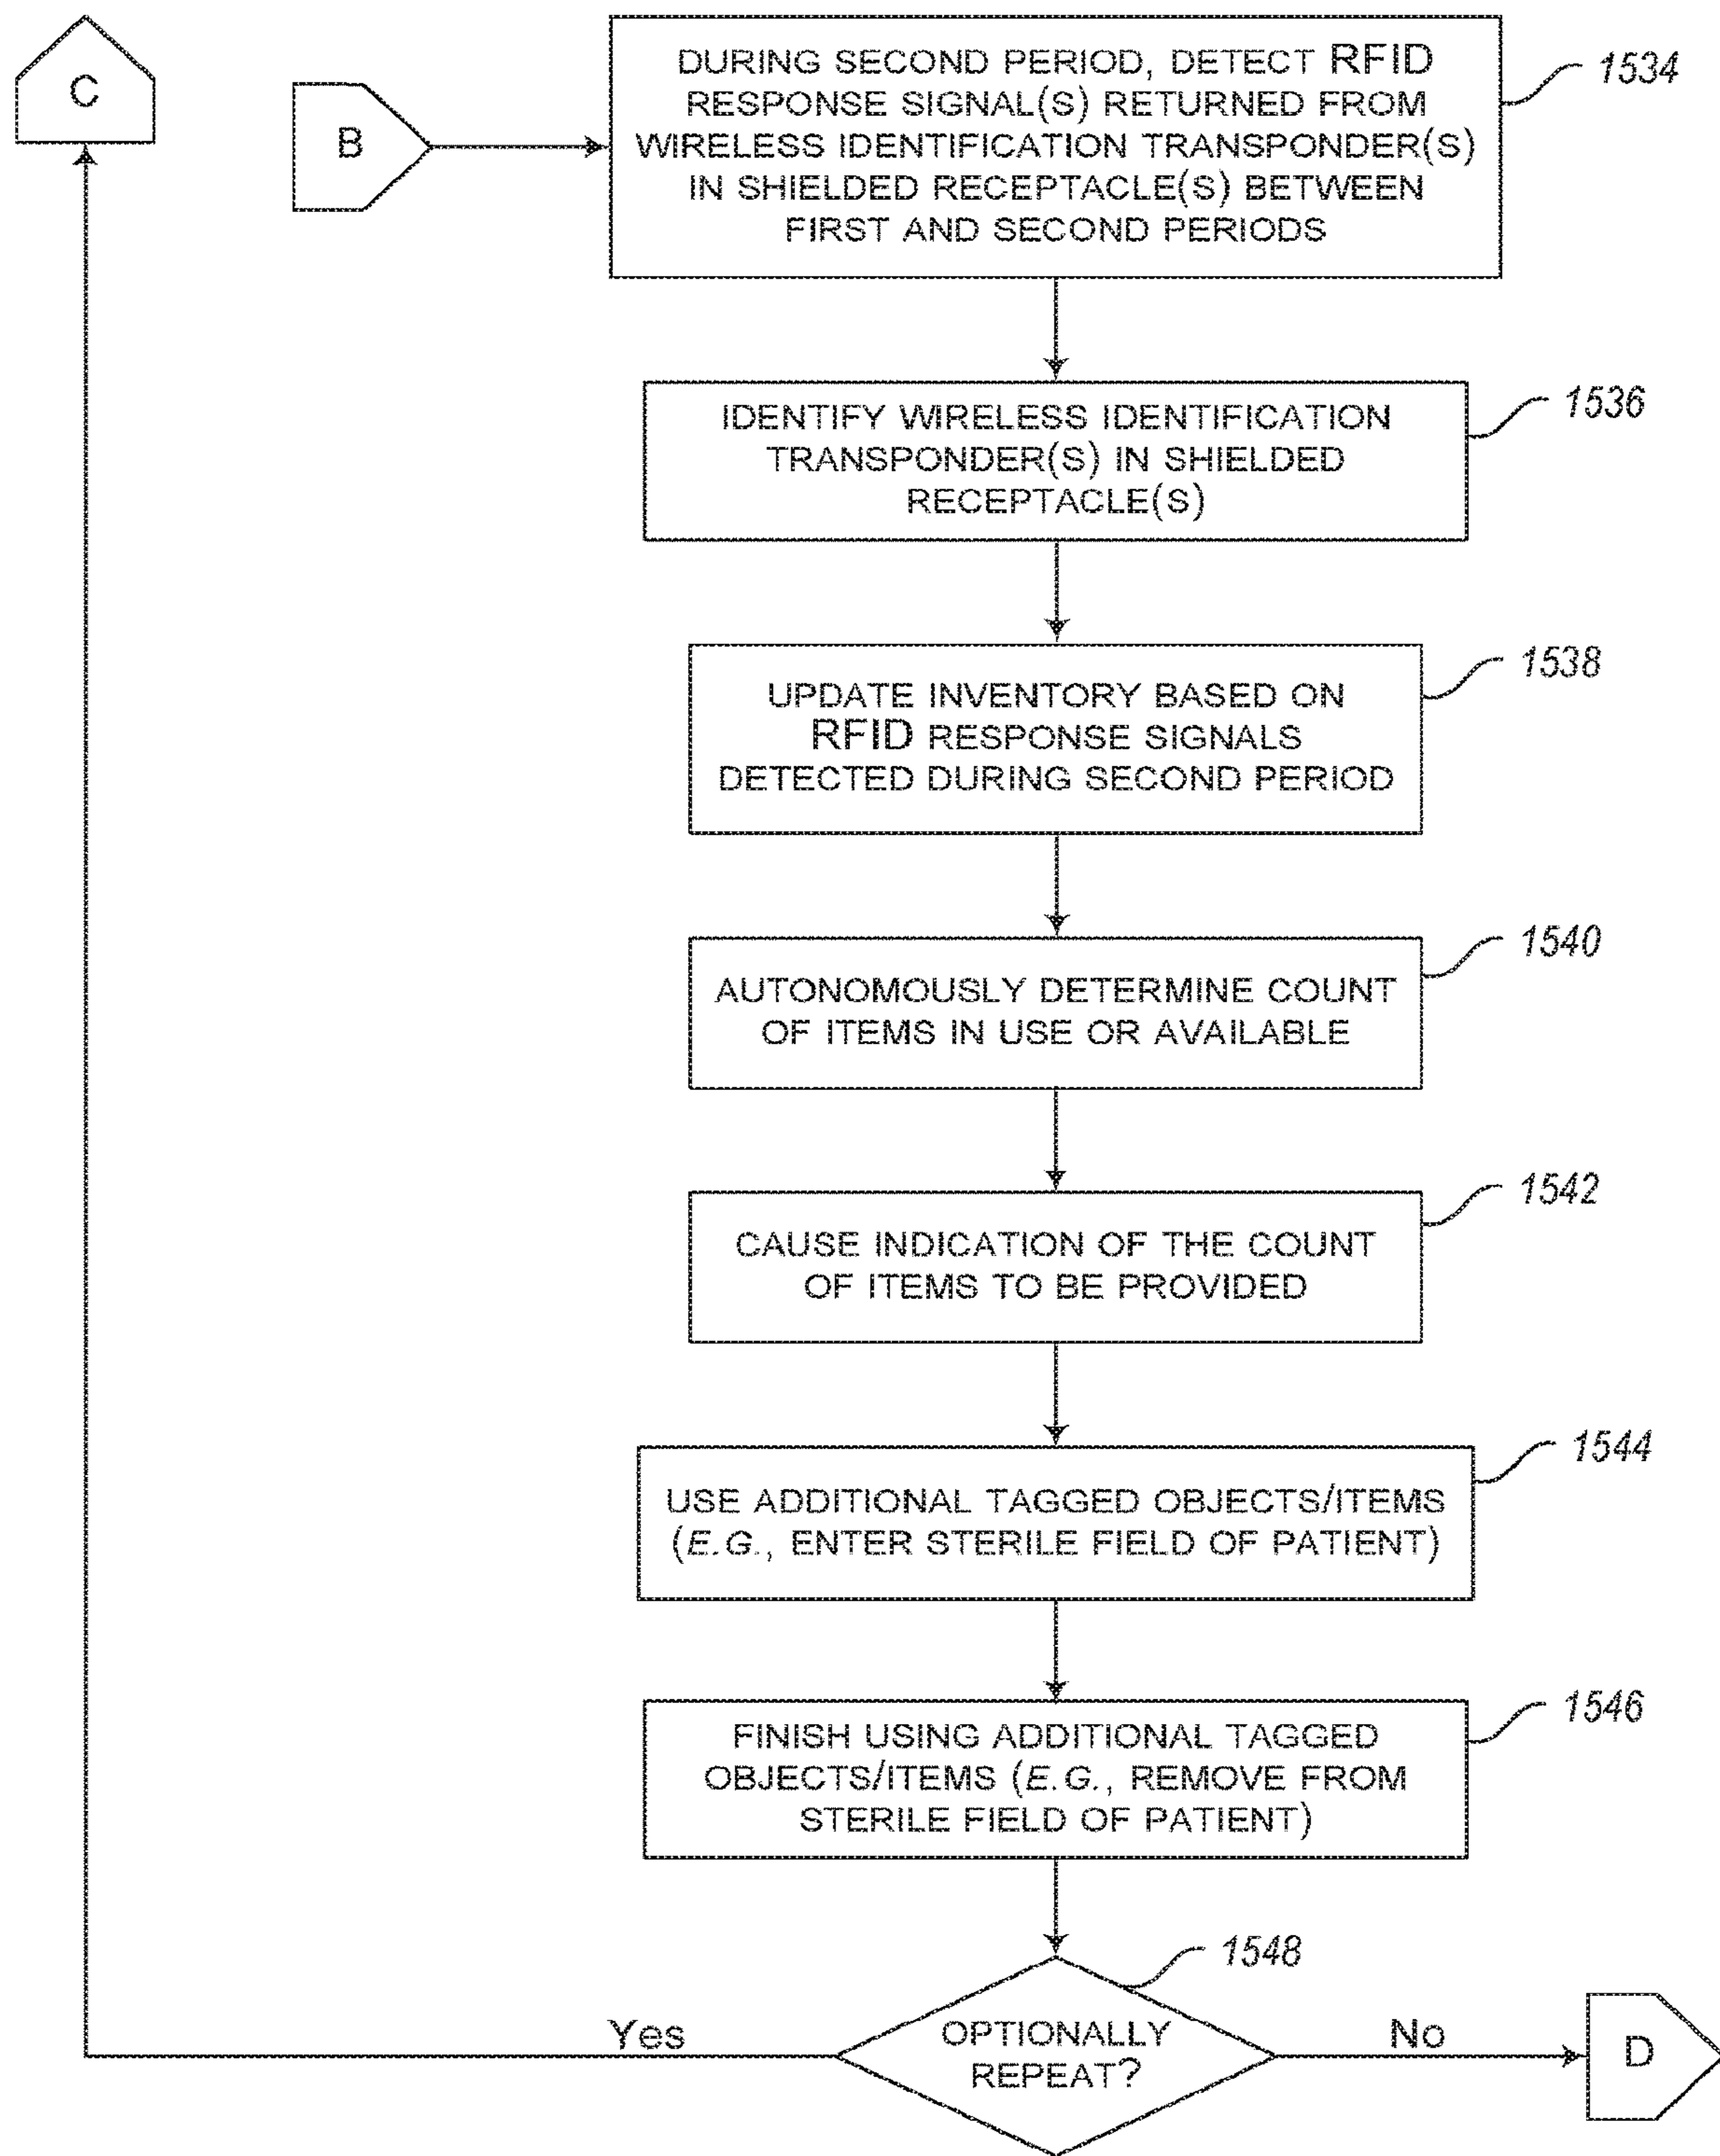 C
B
DURING SECOND PERIOD, DETECT RFID
RESPONSE SIGNAL(S) RETURNED FROM
WIRELESS IDENTIFICATION TRANSPONDER(S)
IN SHIELDED RECEPTACLE(S) BETWEEN
FIRST AND SECOND PERIODS
1534
IDENTIFY WIRELESS IDENTIFICATION
TRANSPONDER(S) IN SHIELDED
RECEPTACLE(S)
1536
UPDATE INVENTORY BASED ON
RFID RESPONSE SIGNALS
DETECTED DURING SECOND PERIOD
1538
AUTONOMOUSLY DETERMINE COUNT
OF ITEMS IN USE OR AVAILABLE
1540
CAUSE INDICATION OF THE COUNT
OF ITEMS TO BE PROVIDED
1542
USE ADDITIONAL TAGGED OBJECTS/ITEMS
(E.G., ENTER STERILE FIELD OF PATIENT)
1544
FINISH USING ADDITIONAL TAGGED
OBJECTS/ITEMS (E.G., REMOVE FROM
STERILE FIELD OF PATIENT)
1546
OPTIONALLY
REPEAT?
1548
Yes
No
D